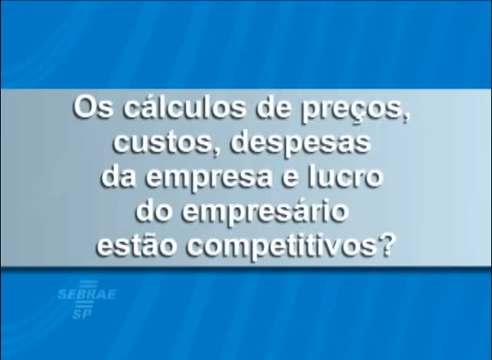 Os cálculos de preços,
custos, despesas
da empresa e lucro
do empresário
estão competitivos?
SEBRAE
SP